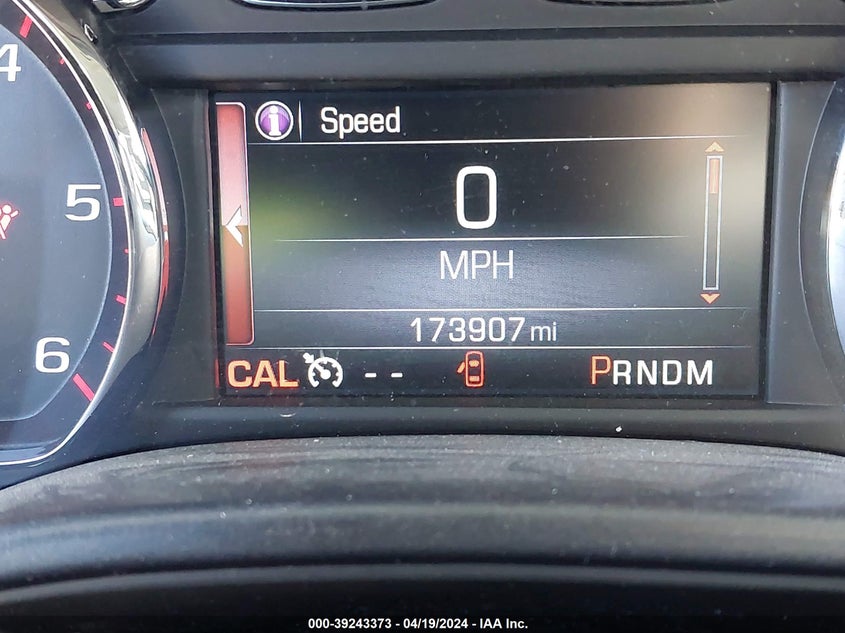 4
5
6
Speed
0
MPH
173907 mi
CAL -- PRNDM
000-39243373 - 04/19/2024 - IAA Inc.